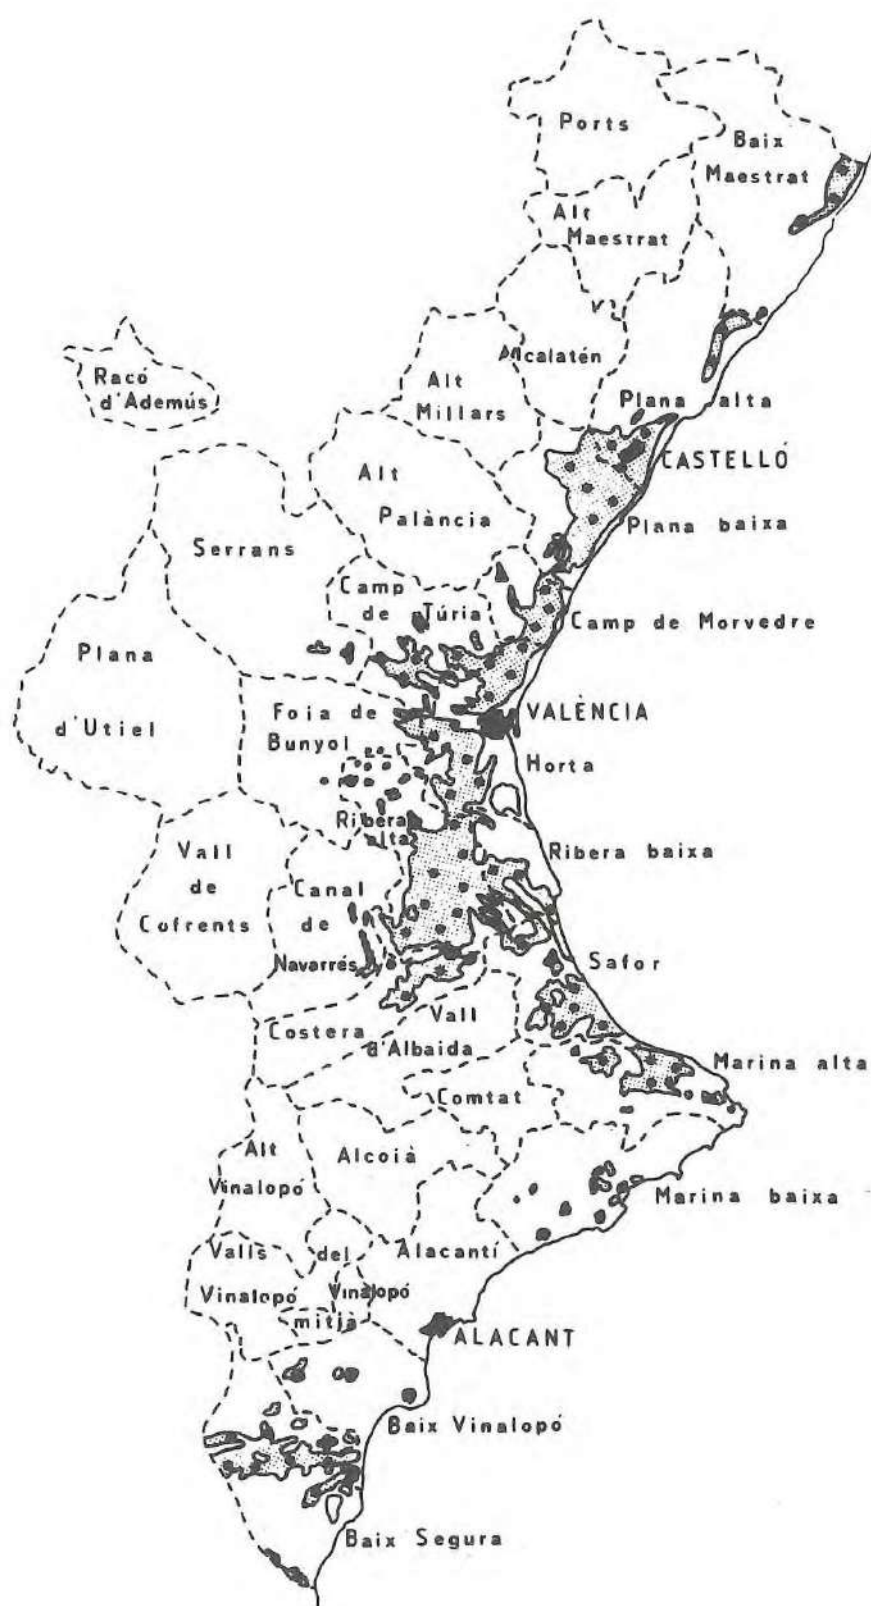 Ports
Baix
Maestrat
Alt
Maestrat
Alcalatén
Racó
d'Ademús
Alt
Millars
Plana alta
CASTELLÓ
Alt
Palància
Plana baixa
Serrans
Camp
de Túria
Camp de Morvedre
Plana
d'Utiel
Foia de
Bunyol
VALÈNCIA
Horta
Ribera
alta
Ribera baixa
Vall
de
Cofrents
Canal
de
Navarrés
Safor
Costera
Vall
d'Albaida
Marina alta
Comtat
Alt
Vinalopó
Alcoià
Marina baixa
Valls del
Vinalopó Vinalopó
mitjà
Alacantí
ALACANT
Baix Vinalopó
Baix Segura